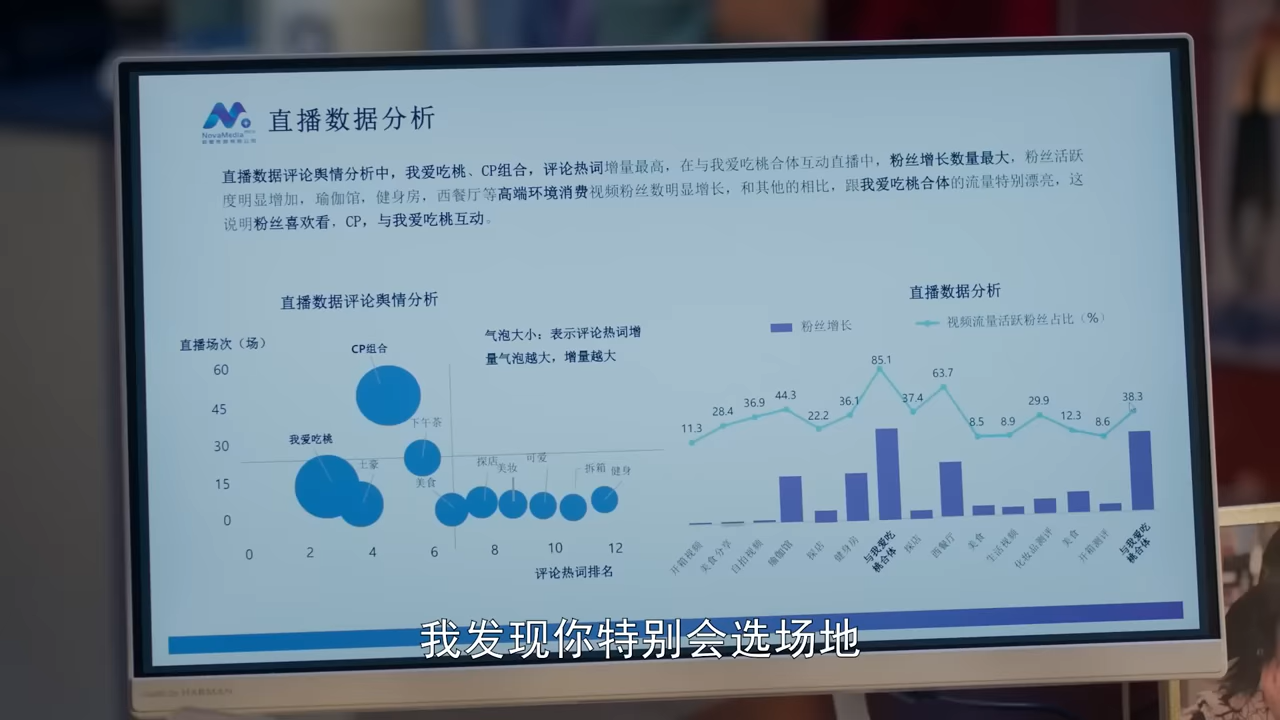 NovaMedia
直播数据分析
直播数据评论舆情分析中，我爱吃桃、CP组合，评论热词增量最高，在与我爱吃桃合体互动直播中，粉丝增长数量最大，粉丝活跃
度明显增加，瑜伽馆，健身房，西餐厅等高端环境消费视频粉丝数明显增长，和其他的相比，跟我爱吃桃合体的流量特别漂亮，这
说明粉丝喜欢看，CP，与我爱吃桃互动。
直播数据评论舆情分析
气泡大小：表示评论热词增
量气泡越大，增量越大
直播场次（场）
60
45
30
15
0
CP组合
下午茶
我爱吃桃
土豪
美食
探店
美妆
可爱
拆箱
健身
0 2 4 6 8 10 12
评论热词排名
直播数据分析
粉丝增长
视频流量活跃粉丝占比（%）
11.3 28.4 36.9 44.3 22.2 36.1 85.1 37.4 63.7 8.5 8.9 29.9 12.3 8.6 38.3
开箱视频
美食分享
自拍视频
瑜伽馆
探店
健身房
与我爱吃
桃合体
探店
西餐厅
美食
生活视频
化妆品测评
美食
开箱测评
与我爱吃
桃合体
HARMAN
我发现你特别会选场地